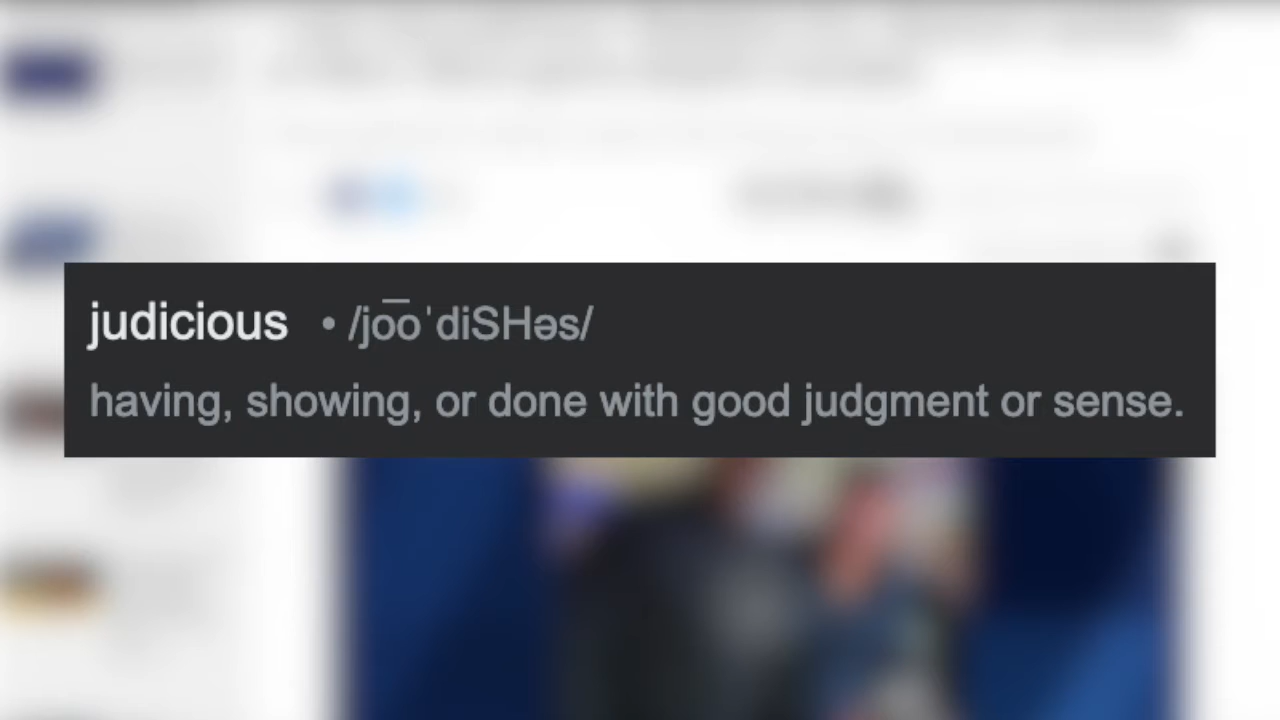 judicious • /jo͞oˈdiSHəs/
having, showing, or done with good judgment or sense.